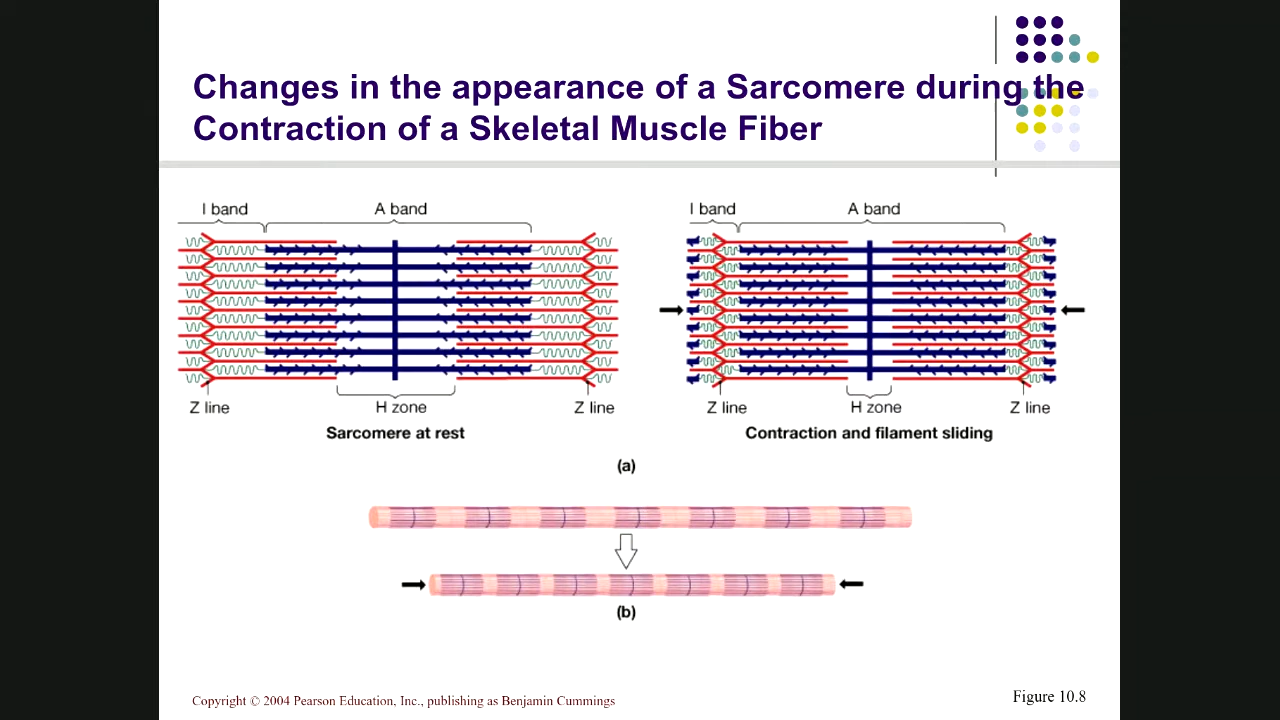 Changes in the appearance of a Sarcomere during the
Contraction of a Skeletal Muscle Fiber
I band
A band
I band
A band
Z line
H zone
Z line
Z line
H zone
Z line
Sarcomere at rest
Contraction and filament sliding
(a)
(b)
Copyright © 2004 Pearson Education, Inc., publishing as Benjamin Cummings
Figure 10.8